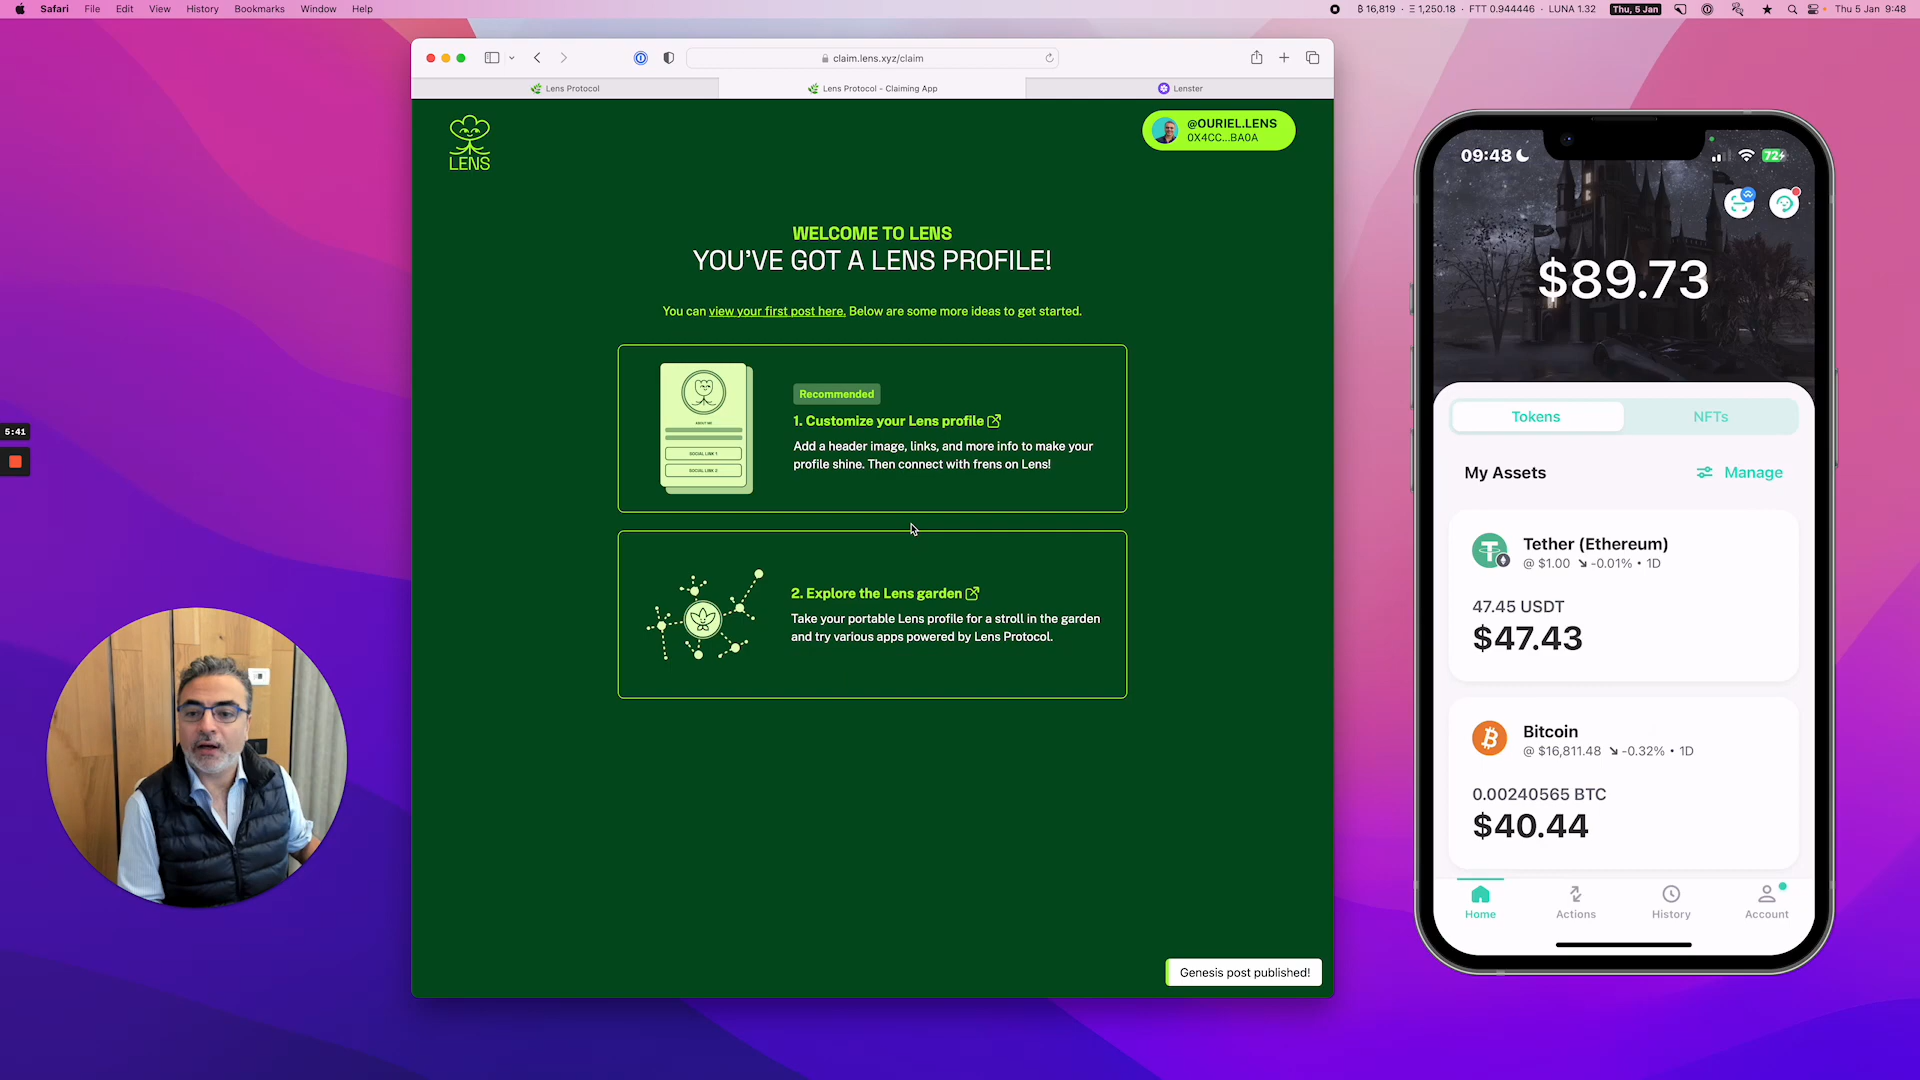 Safari File Edit View History Bookmarks Window Help
₿ 16,819 · Ξ 1,250.18 · FTT 0.944446 · LUNA 1.32
Thu, 5 Jan
Thu 5 Jan 9:48
claim.lens.xyz/claim
Lens Protocol
Lens Protocol - Claiming App
Lenster
LENS
@OURIEL.LENS
0X4CC...BA0A
WELCOME TO LENS
YOU'VE GOT A LENS PROFILE!
You can view your first post here. Below are some more ideas to get started.
ABOUT ME
SOCIAL LINK 1
SOCIAL LINK 2
Recommended
1. Customize your Lens profile
Add a header image, links, and more info to make your
profile shine. Then connect with frens on Lens!
2. Explore the Lens garden
Take your portable Lens profile for a stroll in the garden
and try various apps powered by Lens Protocol.
Genesis post published!
5:41
09:48
72
$89.73
Tokens
NFTs
My Assets
Manage
Tether (Ethereum)
@ $1.00 ↘ -0.01% • 1D
47.45 USDT
$47.43
Bitcoin
@ $16,811.48 ↘ -0.32% • 1D
0.00240565 BTC
$40.44
Home
Actions
History
Account